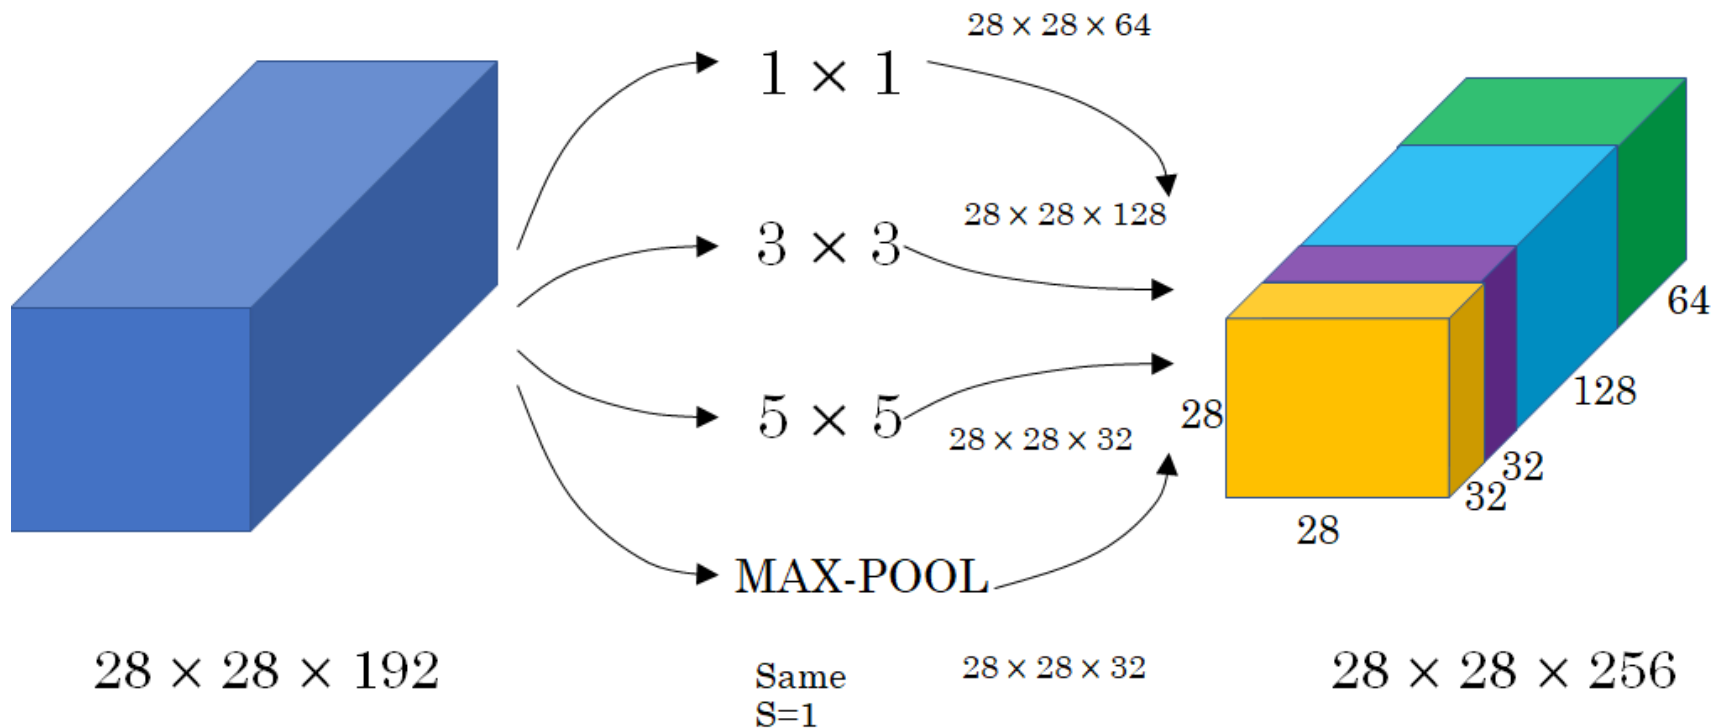 28 × 28 × 64
1 × 1
28 × 28 × 128
3 × 3
5 × 5
28 × 28 × 32
MAX-POOL
Same
S=1
28 × 28 × 32
28 × 28 × 192
64
128
32
32
28
28
28 × 28 × 256